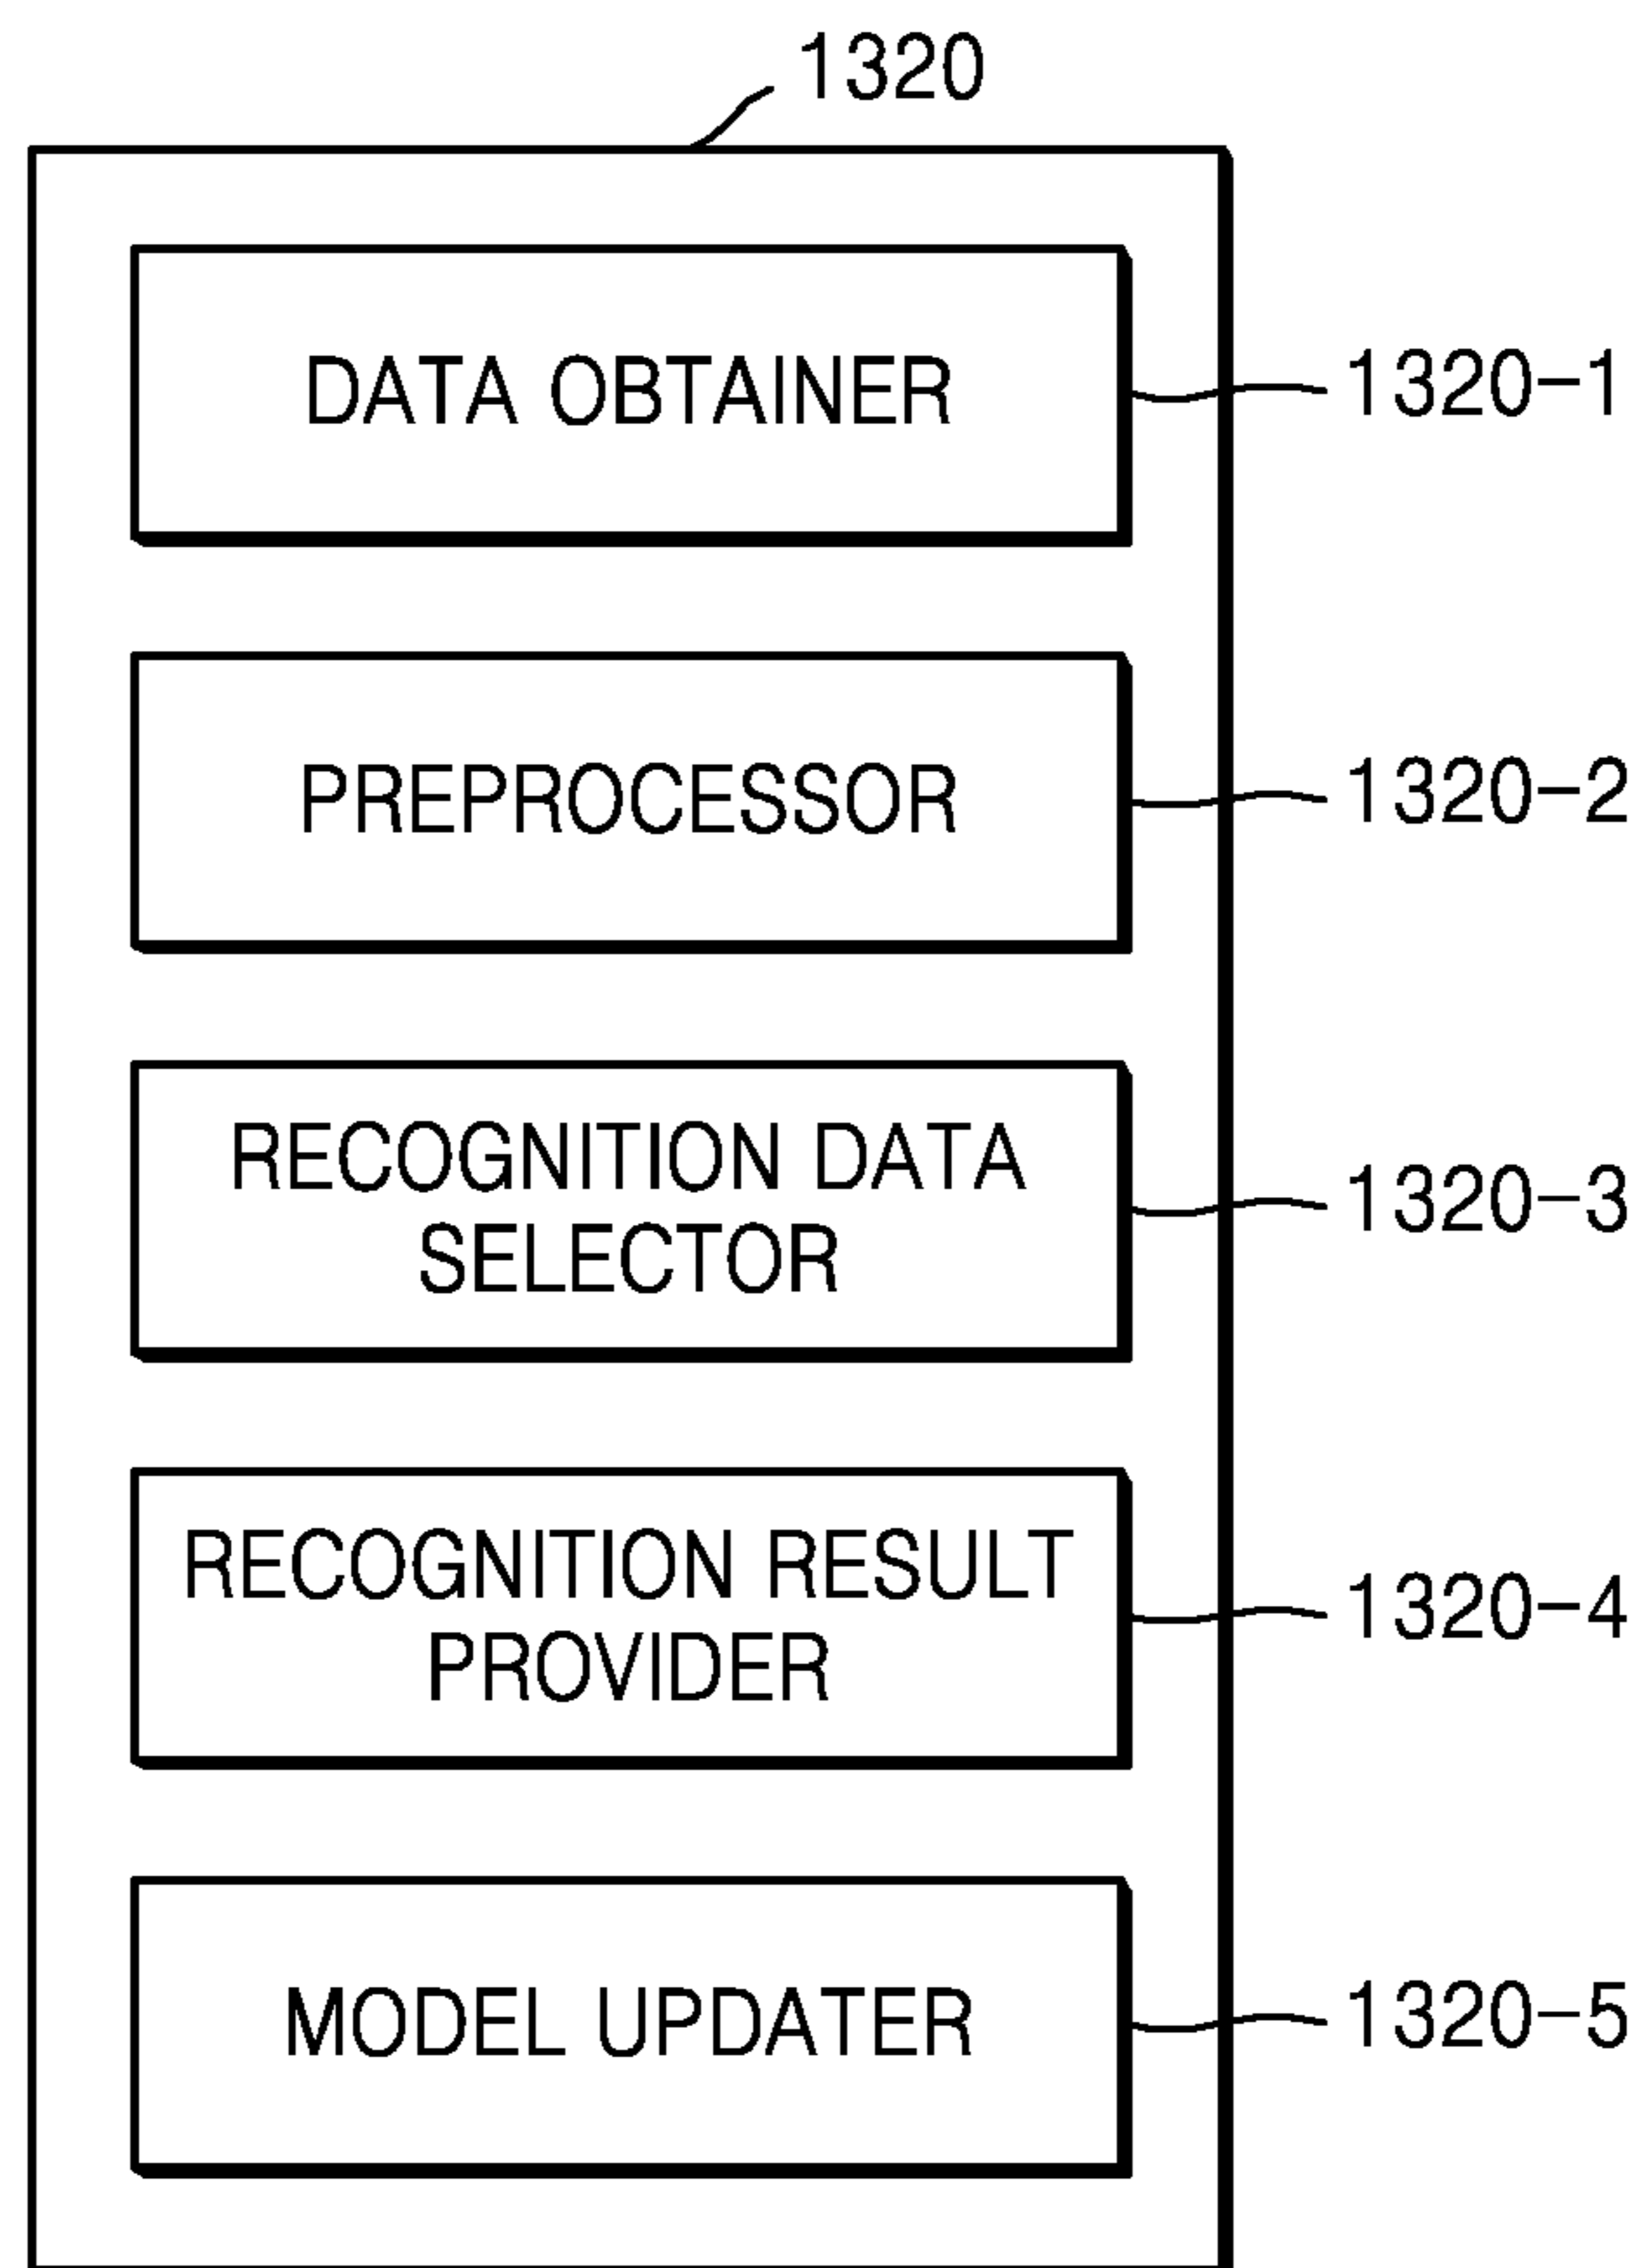 1320
DATA OBTAINER
1320-1
PREPROCESSOR
1320-2
RECOGNITION DATA
SELECTOR
1320-3
RECOGNITION RESULT
PROVIDER
1320-4
MODEL UPDATER
1320-5